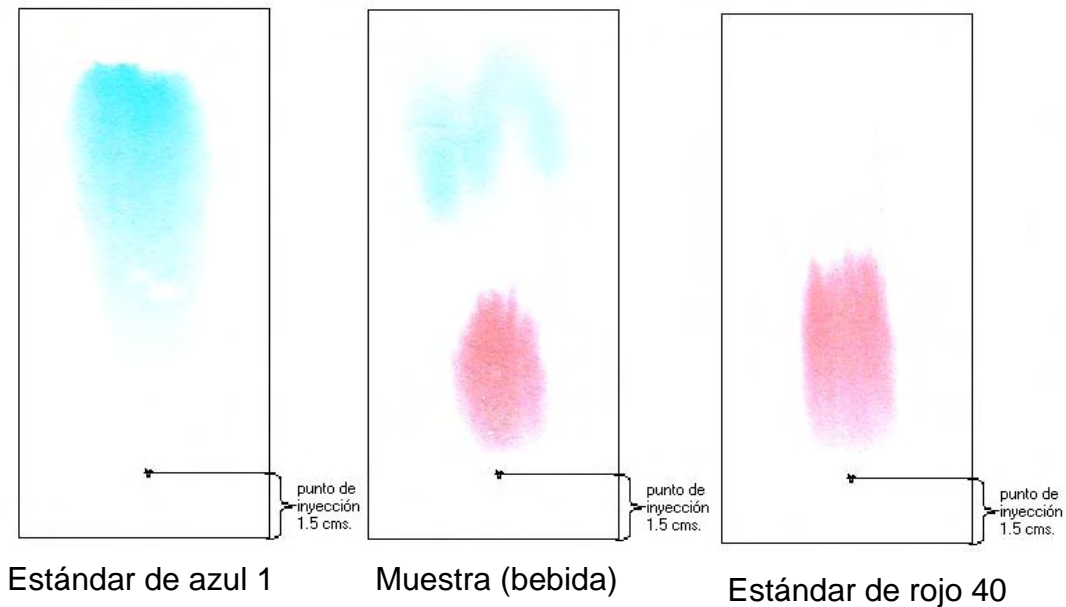 punto de
inyección
1.5 cms.
punto de
inyección
1.5 cms.
punto de
inyección
1.5 cms.
Estándar de azul 1
Muestra (bebida)
Estándar de rojo 40